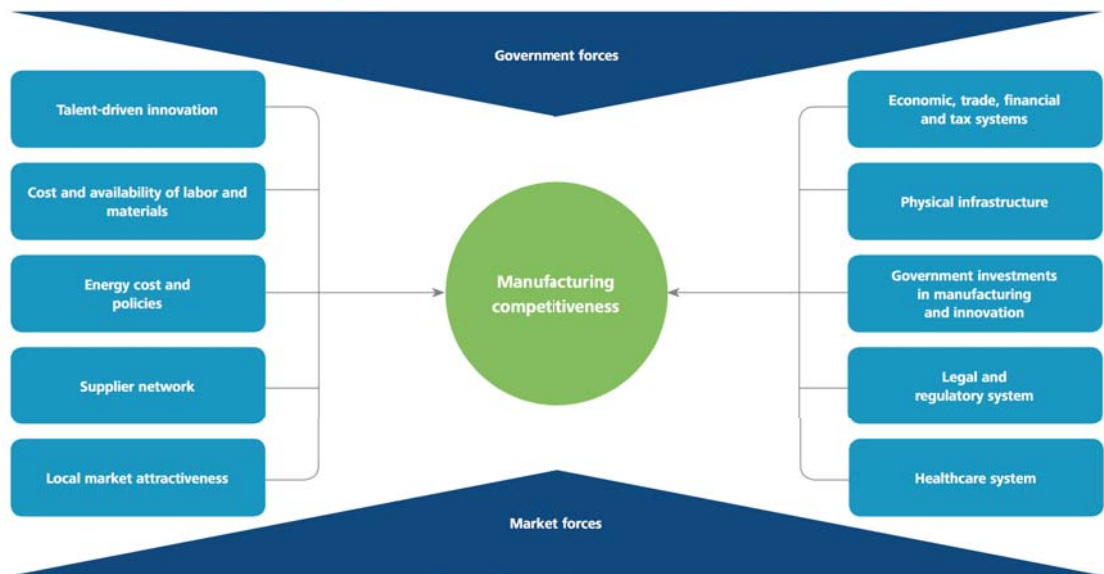 Government forces
Talent-driven innovation
Cost and availability of labor and
materials
Energy cost and
policies
Supplier network
Local market attractiveness
Manufacturing
competitiveness
Economic, trade, financial
and tax systems
Physical infrastructure
Government investments
in manufacturing
and innovation
Legal and
regulatory system
Healthcare system
Market forces